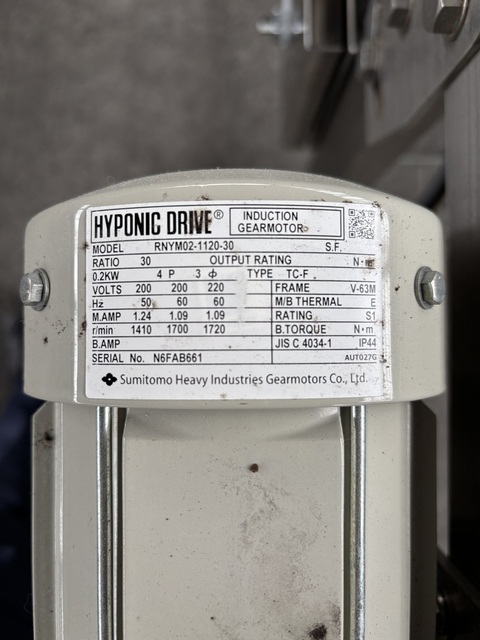 HYPONIC DRIVE® INDUCTION GEARMOTOR
MODEL RNYM02-1120-30 S.F.
RATIO 30 OUTPUT RATING N·m
0.2KW 4 P 3 ϕ TYPE TC-F
VOLTS 200 200 220 FRAME V-63M
Hz 50 60 60 M/B THERMAL E
M.AMP 1.24 1.09 1.09 RATING S1
r/min 1410 1700 1720 B.TORQUE N·m
B.AMP JIS C 4034-1 IP44
SERIAL No. N6FAB661 AUT027G
Sumitomo Heavy Industries Gearmotors Co., Ltd.